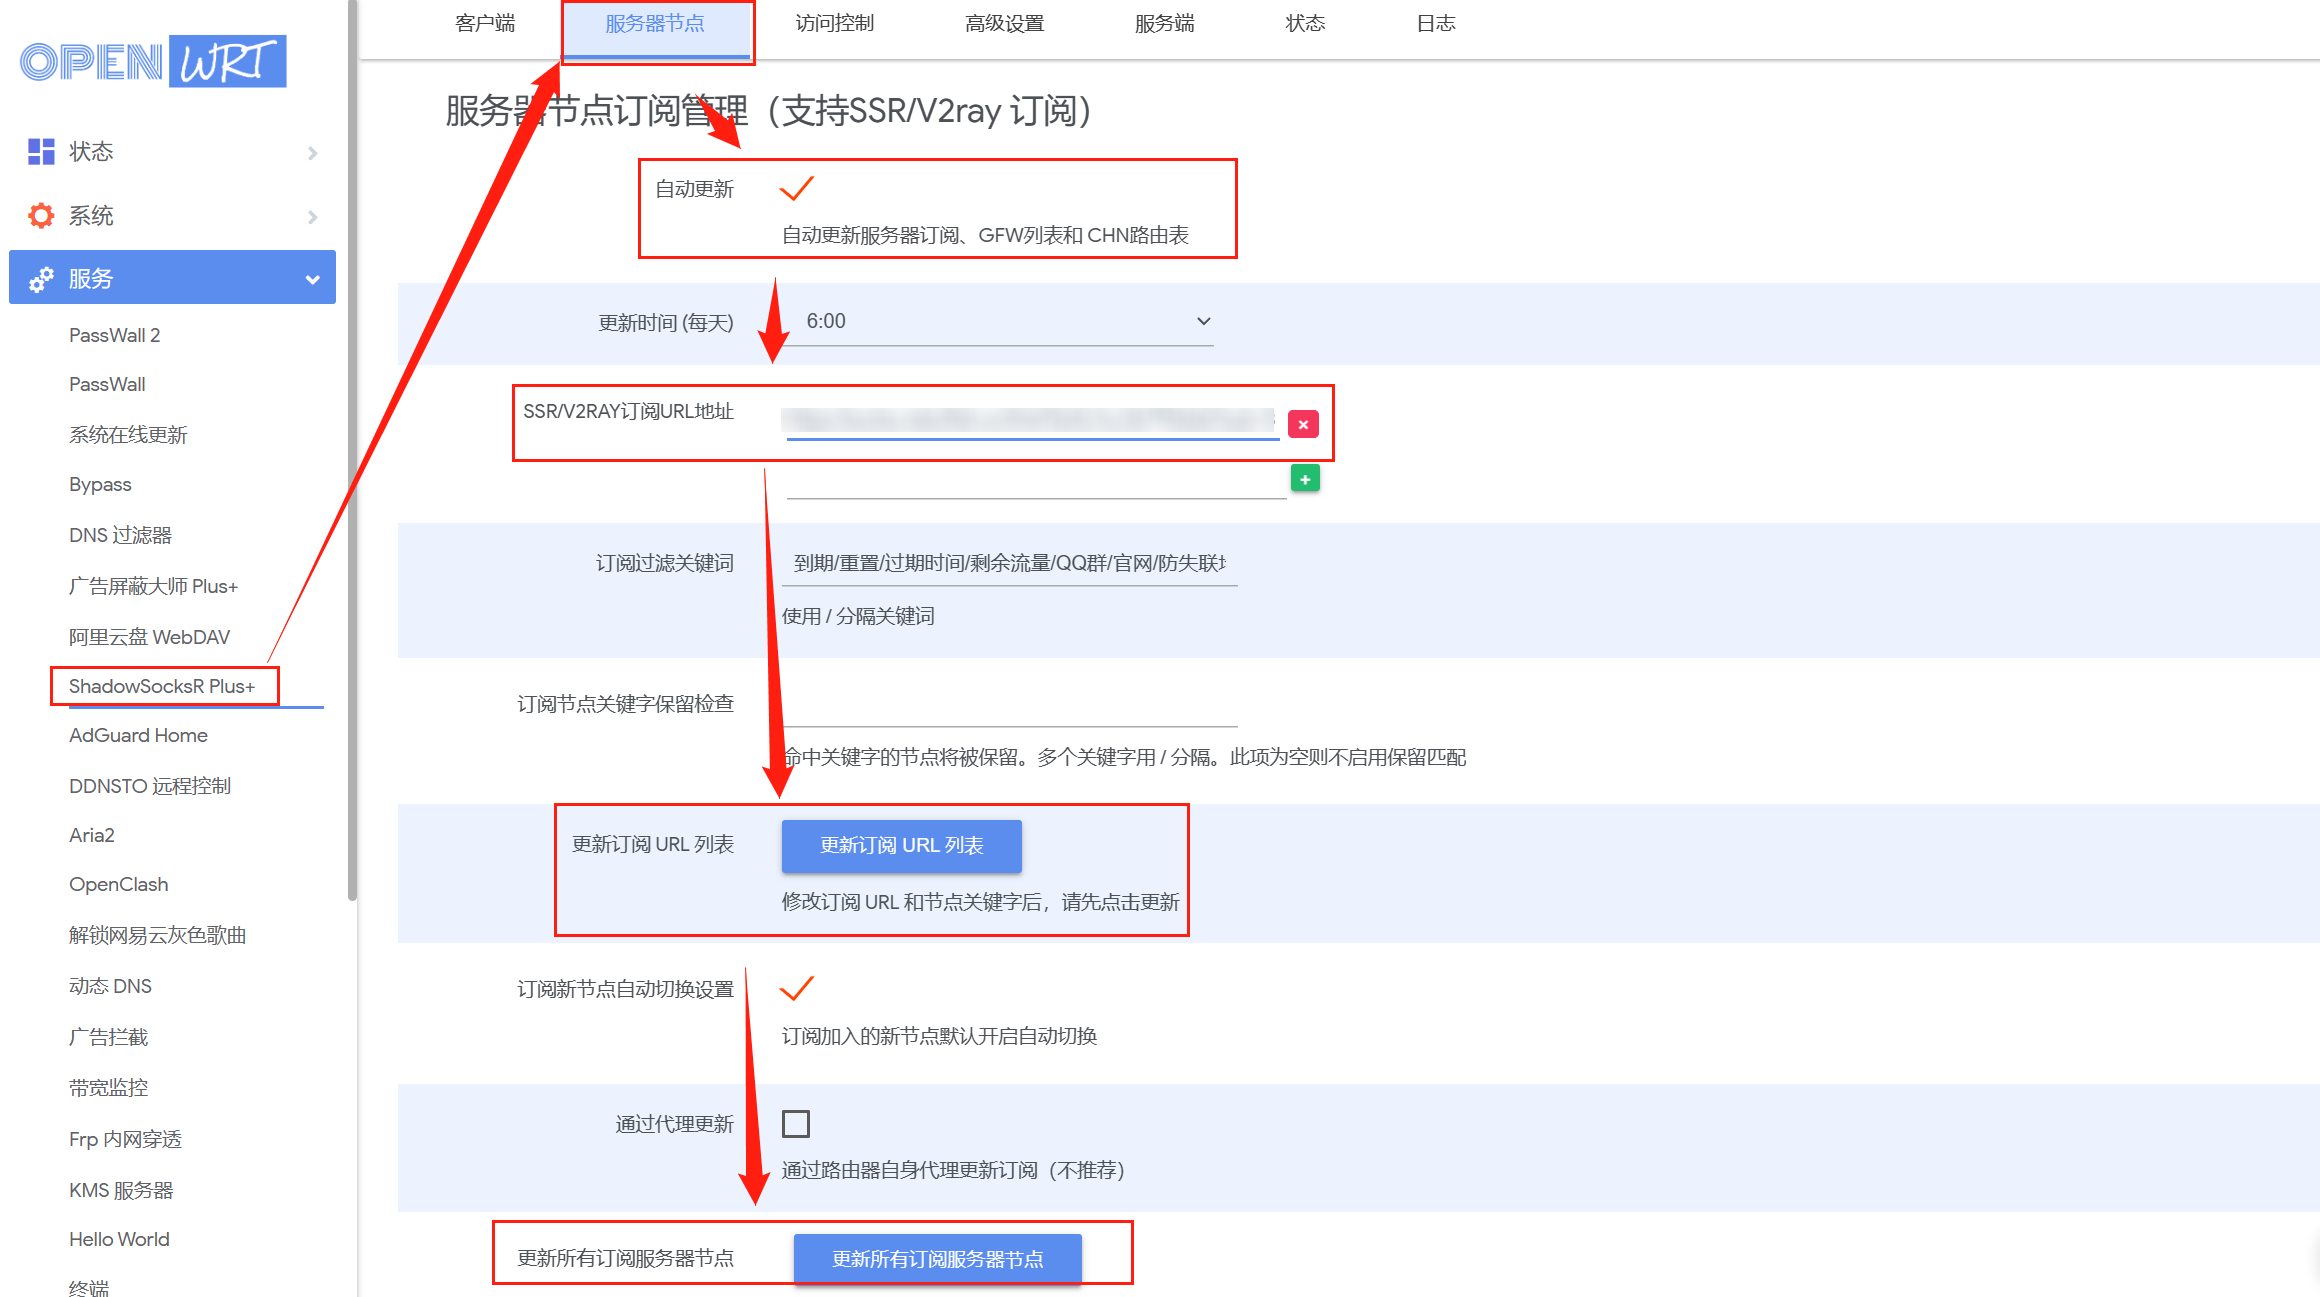 OPEN WRT
状态
系统
服务
PassWall 2
PassWall
系统在线更新
Bypass
DNS 过滤器
广告屏蔽大师 Plus+
阿里云盘 WebDAV
ShadowSocksR Plus+
AdGuard Home
DDNSTO 远程控制
Aria2
OpenClash
解锁网易云灰色歌曲
动态 DNS
广告拦截
带宽监控
Frp 内网穿透
KMS 服务器
Hello World
终端
客户端 服务器节点 访问控制 高级设置 服务端 状态 日志
服务器节点订阅管理（支持SSR/V2ray 订阅）
自动更新
自动更新服务器订阅、GFW列表和 CHN路由表
更新时间 (每天) 6:00
SSR/V2RAY订阅URL地址
订阅过滤关键词 到期/重置/过期时间/剩余流量/QQ群/官网/防失联
使用 / 分隔关键词
订阅节点关键字保留检查
命中关键字的节点将被保留。多个关键字用 / 分隔。此项为空则不启用保留匹配
更新订阅 URL 列表 更新订阅 URL 列表
修改订阅 URL 和节点关键字后，请先点击更新
订阅新节点自动切换设置
订阅加入的新节点默认开启自动切换
通过代理更新
通过路由器自身代理更新订阅（不推荐）
更新所有订阅服务器节点 更新所有订阅服务器节点